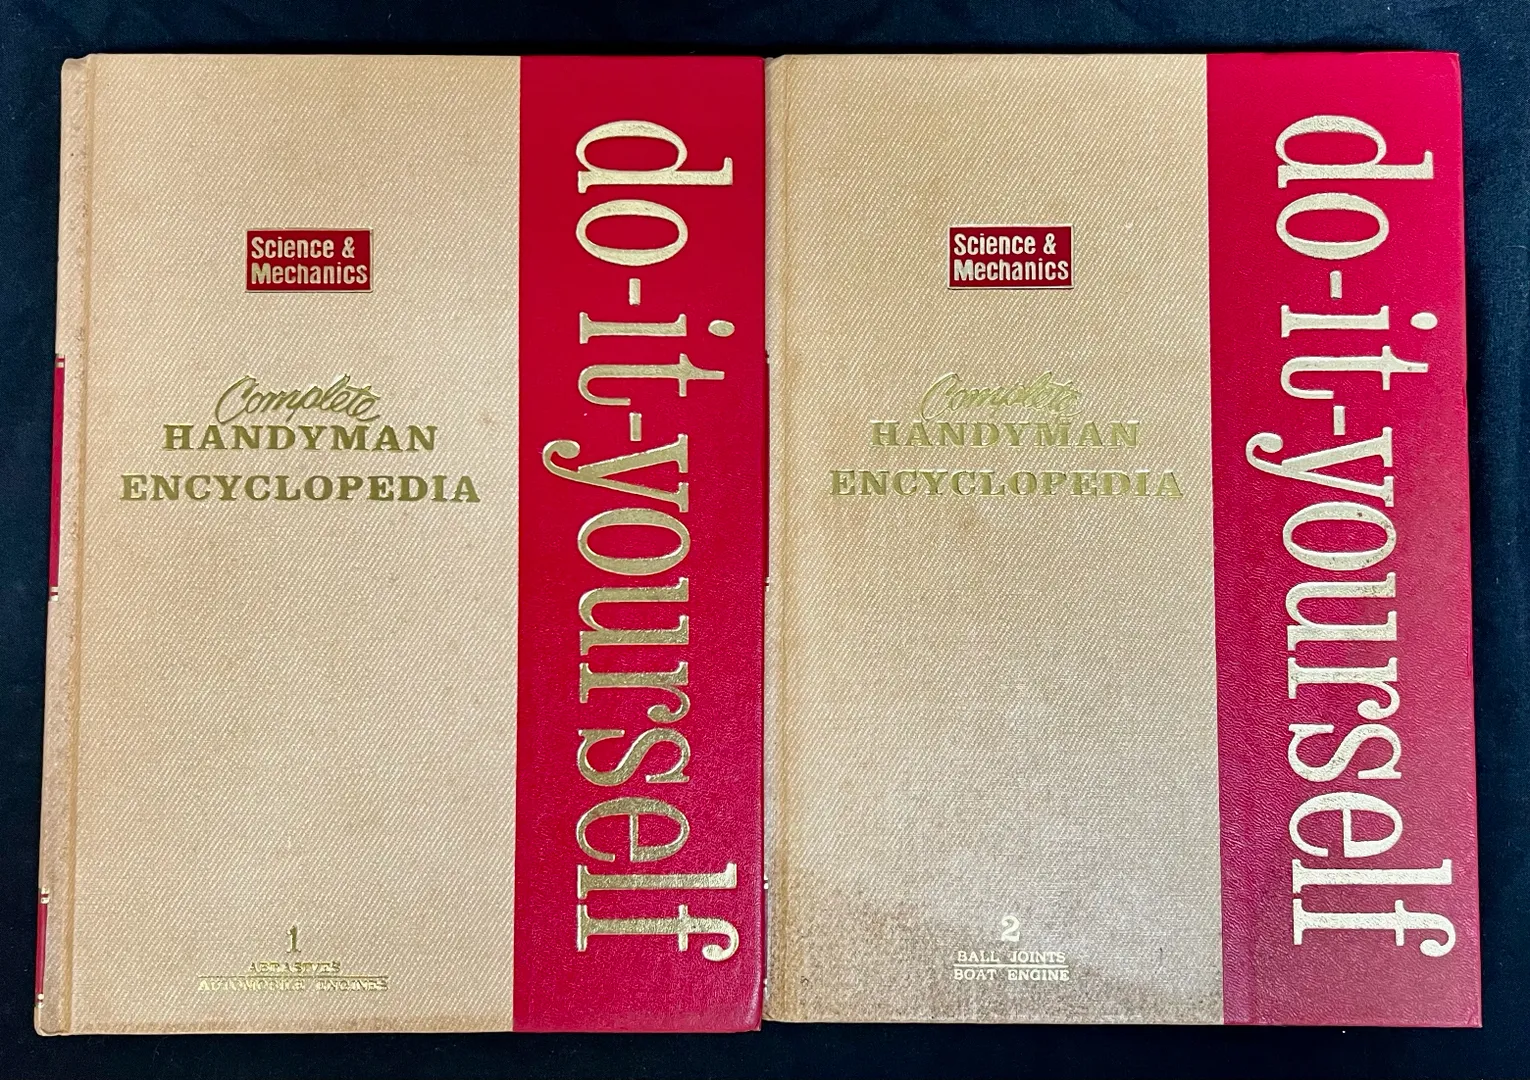 Science &
Mechanics
Complete
HANDYMAN
ENCYCLOPEDIA
1
ABRASIVES
AUTOMOBILE ENGINES
do-it-yourself
Science &
Mechanics
Complete
HANDYMAN
ENCYCLOPEDIA
2
BALL JOINTS
BOAT ENGINE
do-it-yourself